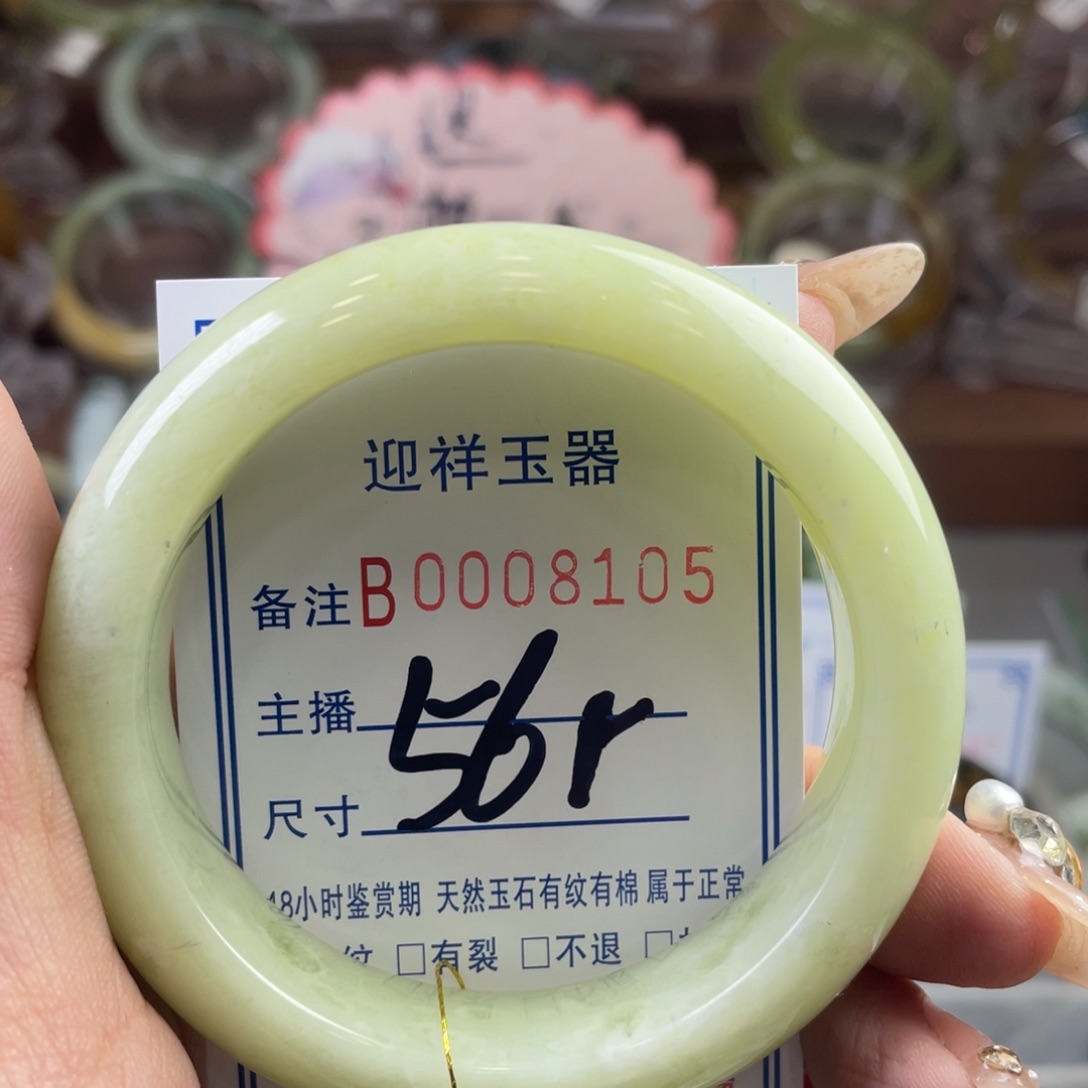 送
迎祥玉器
备注B0008105
主播
56r
尺寸
48小时鉴赏期 天然玉石有纹有棉属于正常
纹 □有裂 □不退 □